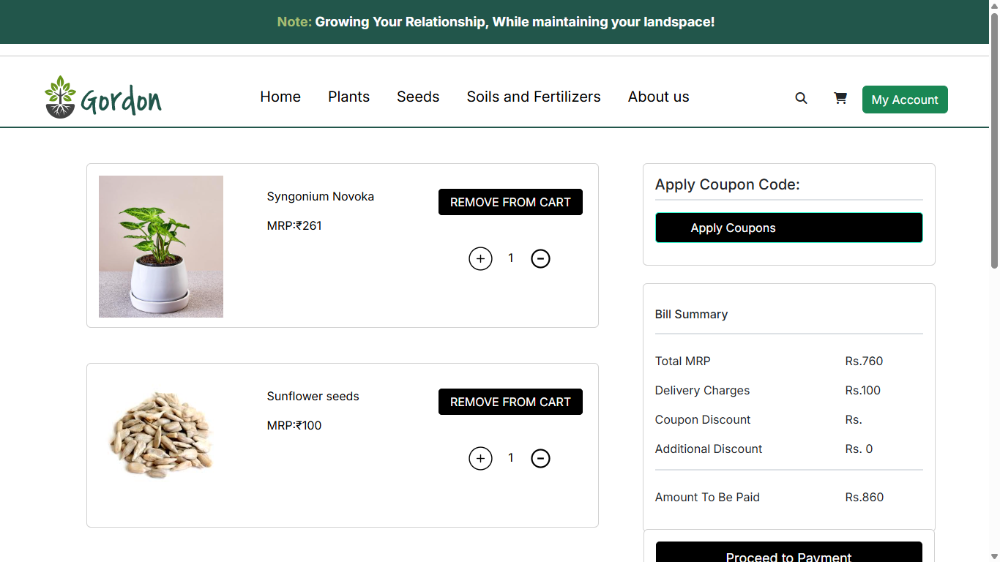 Note: Growing Your Relationship, While maintaining your landspace!
Gordon
Home Plants Seeds Soils and Fertilizers About us
My Account
Syngonium Novoka
MRP:₹261
REMOVE FROM CART
1
Sunflower seeds
MRP:₹100
REMOVE FROM CART
1
Apply Coupon Code:
Apply Coupons
Bill Summary
Total MRP Rs.760
Delivery Charges Rs.100
Coupon Discount Rs.
Additional Discount Rs. 0
Amount To Be Paid Rs.860
Proceed to Payment